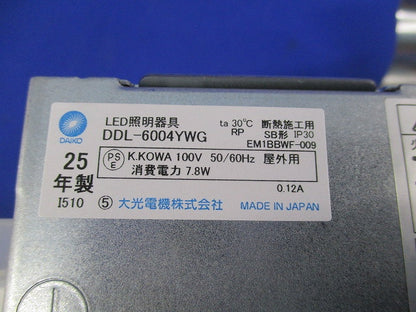 DAIKO
LED照明器具
DDL-6004YWG
ta 30℃ 断熱施工用
RP SB形 IP30
EM1BBWF-009
25年製
PSE K.KOWA 100V 50/60Hz 屋外用
消費電力 7.8W
0.12A
I510 ⑤ 大光電機株式会社 MADE IN JAPAN